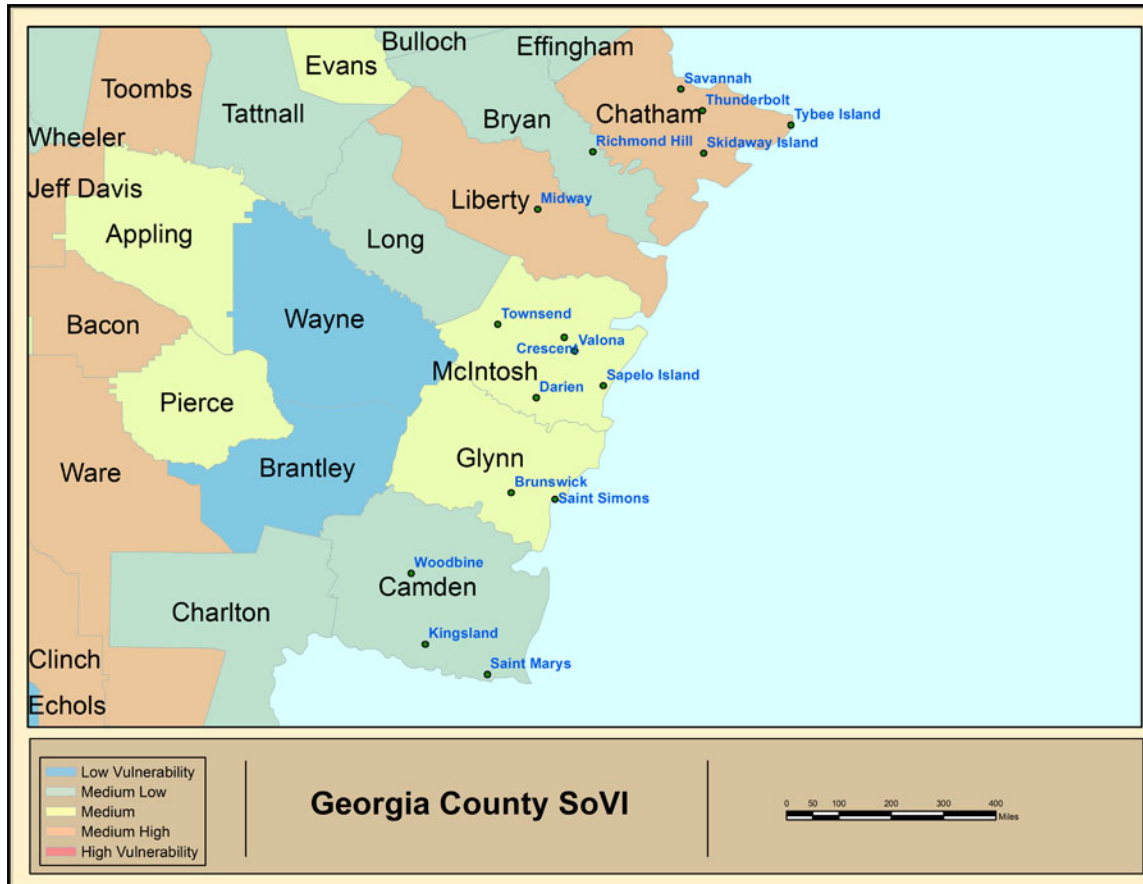 Bulloch
Effingham
Evans
Savannah
Toombs
Thunderbolt
Tattnall
Chatham
Tybee Island
Bryan
Wheeler
Richmond Hill
Skidaway Island
Jeff Davis
Liberty
Midway
Appling
Long
Wayne
Townsend
Bacon
Valona
Crescent
McIntosh
Sapelo Island
Darien
Pierce
Glynn
Ware
Brantley
Brunswick
Saint Simons
Woodbine
Camden
Charlton
Kingsland
Clinch
Saint Marys
Echols
Low Vulnerability
Medium Low
Medium
Medium High
High Vulnerability
Georgia County SoVI
0 50 100 200 300 400
Miles